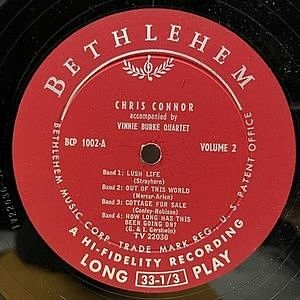 BETHLEHEM
CHRIS CONNOR
accompanied by
VINNIE BURKE QUARTET
BCP 1002-A
VOLUME 2
Band 1: LUSH LIFE
(Strayhorn)
Band 2: OUT OF THIS WORLD
(Mercer-Arlen)
Band 3: COTTAGE FOR SALE
(Conley-Robison)
Band 4: HOW LONG HAS THIS
BEEN GOING ON?
(G. & I. Gershwin)
TV 22036
BETHLEHEM MUSIC CORP. TRADE MARK REG., U.S. PATENT OFFICE
A HI-FIDELITY RECORDING
LONG 33-1/3 PLAY